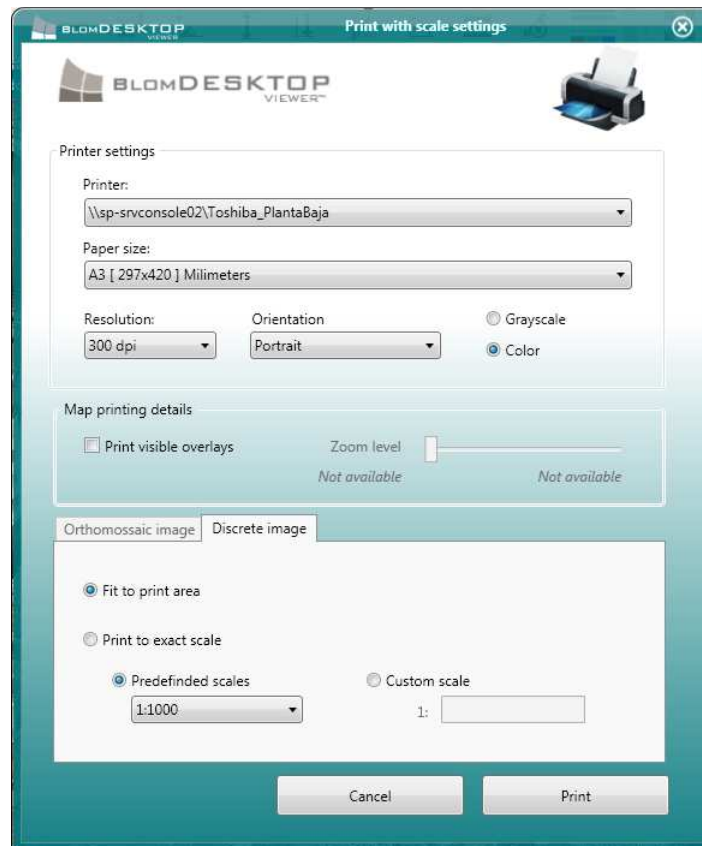 BLOMDESKTOP VIEWER Print with scale settings
BLOMDESKTOP
VIEWER™
Printer settings
Printer:
\\sp-srvconsole02\Toshiba_PlantaBaja
Paper size:
A3 [ 297x420 ] Milimeters
Resolution: Orientation Grayscale
300 dpi Portrait Color
Map printing details
Print visible overlays Zoom level
Not available Not available
Orthomossaic image Discrete image
Fit to print area
Print to exact scale
Predefinded scales Custom scale
1:1000 1:
Cancel Print